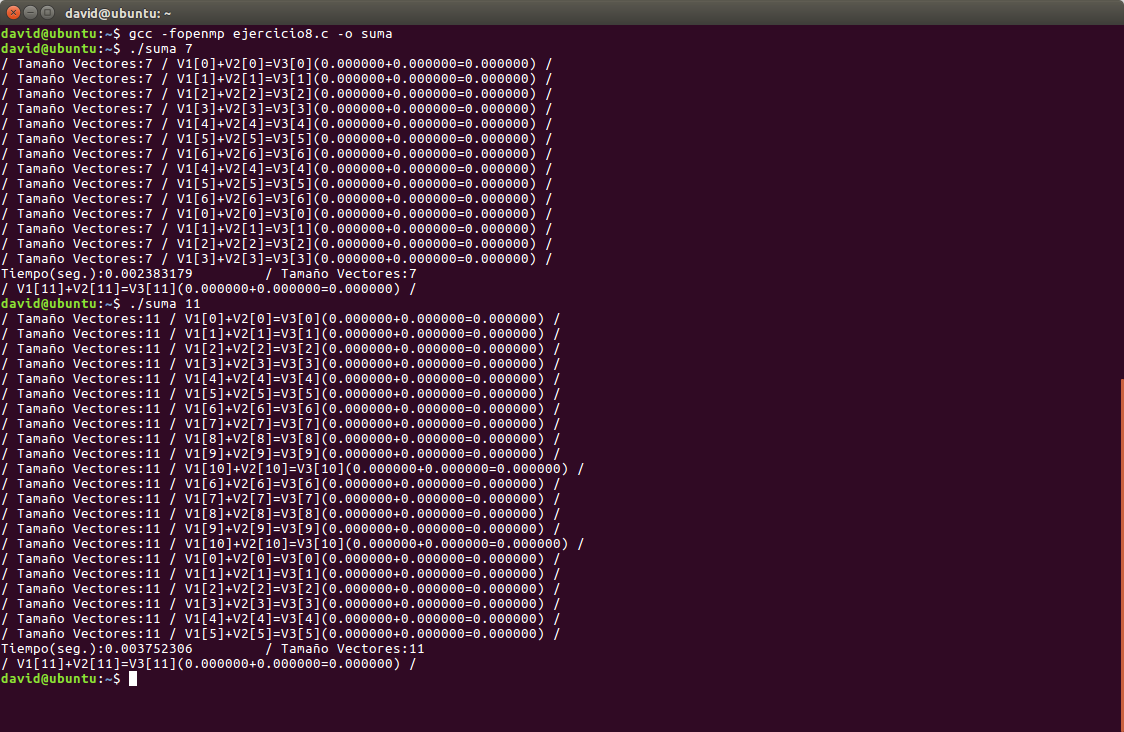 david@ubuntu: ~
david@ubuntu:~$ gcc -fopenmp ejercicio8.c -o suma
david@ubuntu:~$ ./suma 7
/ Tamaño Vectores:7 / V1[0]+V2[0]=V3[0](0.000000+0.000000=0.000000) /
/ Tamaño Vectores:7 / V1[1]+V2[1]=V3[1](0.000000+0.000000=0.000000) /
/ Tamaño Vectores:7 / V1[2]+V2[2]=V3[2](0.000000+0.000000=0.000000) /
/ Tamaño Vectores:7 / V1[3]+V2[3]=V3[3](0.000000+0.000000=0.000000) /
/ Tamaño Vectores:7 / V1[4]+V2[4]=V3[4](0.000000+0.000000=0.000000) /
/ Tamaño Vectores:7 / V1[5]+V2[5]=V3[5](0.000000+0.000000=0.000000) /
/ Tamaño Vectores:7 / V1[6]+V2[6]=V3[6](0.000000+0.000000=0.000000) /
/ Tamaño Vectores:7 / V1[4]+V2[4]=V3[4](0.000000+0.000000=0.000000) /
/ Tamaño Vectores:7 / V1[5]+V2[5]=V3[5](0.000000+0.000000=0.000000) /
/ Tamaño Vectores:7 / V1[6]+V2[6]=V3[6](0.000000+0.000000=0.000000) /
/ Tamaño Vectores:7 / V1[0]+V2[0]=V3[0](0.000000+0.000000=0.000000) /
/ Tamaño Vectores:7 / V1[1]+V2[1]=V3[1](0.000000+0.000000=0.000000) /
/ Tamaño Vectores:7 / V1[2]+V2[2]=V3[2](0.000000+0.000000=0.000000) /
/ Tamaño Vectores:7 / V1[3]+V2[3]=V3[3](0.000000+0.000000=0.000000) /
Tiempo(seg.):0.002383179 / Tamaño Vectores:7
/ V1[11]+V2[11]=V3[11](0.000000+0.000000=0.000000) /
david@ubuntu:~$ ./suma 11
/ Tamaño Vectores:11 / V1[0]+V2[0]=V3[0](0.000000+0.000000=0.000000) /
/ Tamaño Vectores:11 / V1[1]+V2[1]=V3[1](0.000000+0.000000=0.000000) /
/ Tamaño Vectores:11 / V1[2]+V2[2]=V3[2](0.000000+0.000000=0.000000) /
/ Tamaño Vectores:11 / V1[3]+V2[3]=V3[3](0.000000+0.000000=0.000000) /
/ Tamaño Vectores:11 / V1[4]+V2[4]=V3[4](0.000000+0.000000=0.000000) /
/ Tamaño Vectores:11 / V1[5]+V2[5]=V3[5](0.000000+0.000000=0.000000) /
/ Tamaño Vectores:11 / V1[6]+V2[6]=V3[6](0.000000+0.000000=0.000000) /
/ Tamaño Vectores:11 / V1[7]+V2[7]=V3[7](0.000000+0.000000=0.000000) /
/ Tamaño Vectores:11 / V1[8]+V2[8]=V3[8](0.000000+0.000000=0.000000) /
/ Tamaño Vectores:11 / V1[9]+V2[9]=V3[9](0.000000+0.000000=0.000000) /
/ Tamaño Vectores:11 / V1[10]+V2[10]=V3[10](0.000000+0.000000=0.000000) /
/ Tamaño Vectores:11 / V1[6]+V2[6]=V3[6](0.000000+0.000000=0.000000) /
/ Tamaño Vectores:11 / V1[7]+V2[7]=V3[7](0.000000+0.000000=0.000000) /
/ Tamaño Vectores:11 / V1[8]+V2[8]=V3[8](0.000000+0.000000=0.000000) /
/ Tamaño Vectores:11 / V1[9]+V2[9]=V3[9](0.000000+0.000000=0.000000) /
/ Tamaño Vectores:11 / V1[10]+V2[10]=V3[10](0.000000+0.000000=0.000000) /
/ Tamaño Vectores:11 / V1[0]+V2[0]=V3[0](0.000000+0.000000=0.000000) /
/ Tamaño Vectores:11 / V1[1]+V2[1]=V3[1](0.000000+0.000000=0.000000) /
/ Tamaño Vectores:11 / V1[2]+V2[2]=V3[2](0.000000+0.000000=0.000000) /
/ Tamaño Vectores:11 / V1[3]+V2[3]=V3[3](0.000000+0.000000=0.000000) /
/ Tamaño Vectores:11 / V1[4]+V2[4]=V3[4](0.000000+0.000000=0.000000) /
/ Tamaño Vectores:11 / V1[5]+V2[5]=V3[5](0.000000+0.000000=0.000000) /
Tiempo(seg.):0.003752306 / Tamaño Vectores:11
/ V1[11]+V2[11]=V3[11](0.000000+0.000000=0.000000) /
david@ubuntu:~$